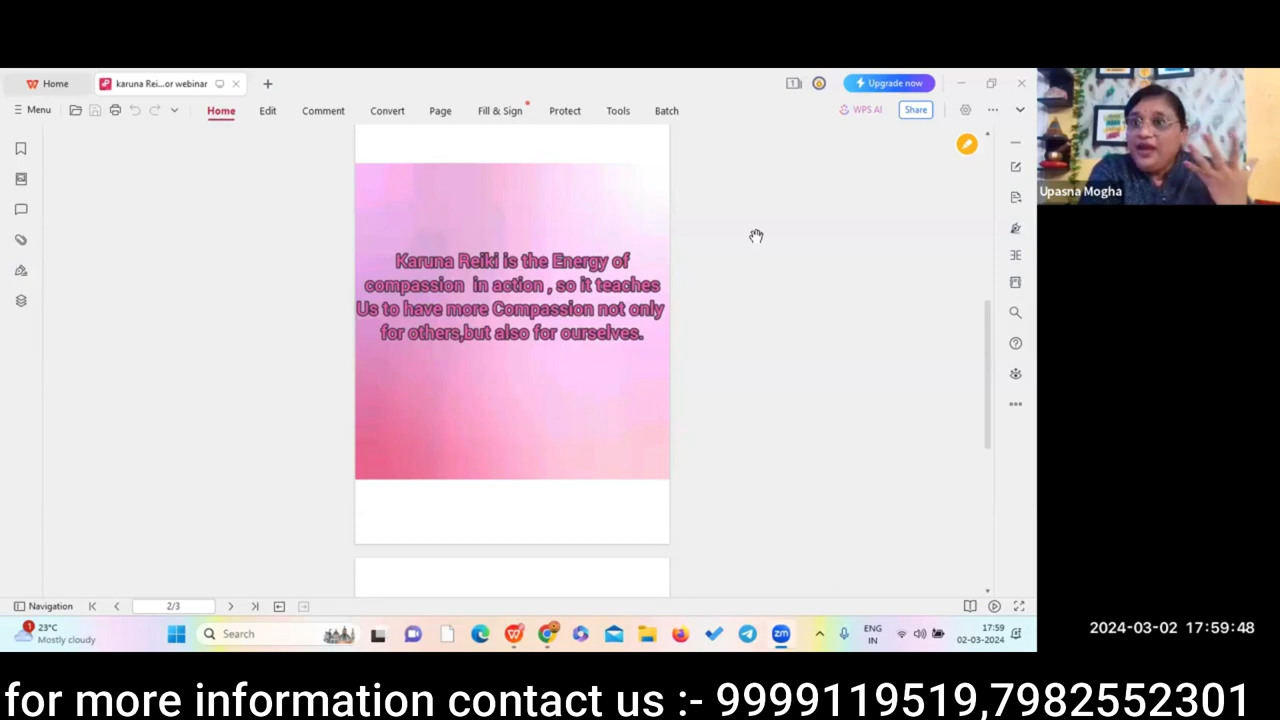 Home
karuna Rei...or webinar
Upgrade now
Menu
Home
Edit
Comment
Convert
Page
Fill & Sign
Protect
Tools
Batch
WPS AI
Share
Upasna Mogha
Karuna Reiki is the Energy of
compassion in action , so it teaches
Us to have more Compassion not only
for others,but also for ourselves.
Navigation
2/3
1
23°C
Mostly cloudy
Search
zm
ENG
IN
17:59
02-03-2024
2024-03-02 17:59:48
for more information contact us :- 9999119519,7982552301